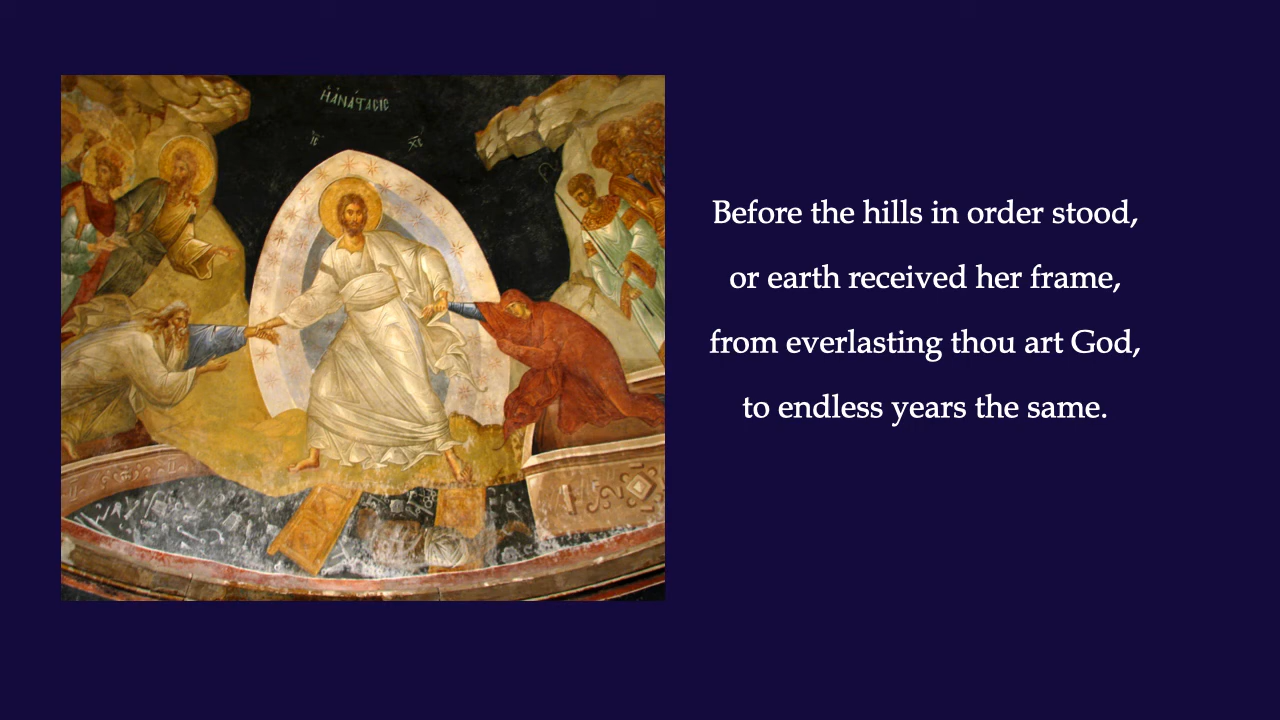 ἩἈΝΆϹΤΑϹΙϹ
ΙϹ ΧϹ
Before the hills in order stood,
or earth received her frame,
from everlasting thou art God,
to endless years the same.